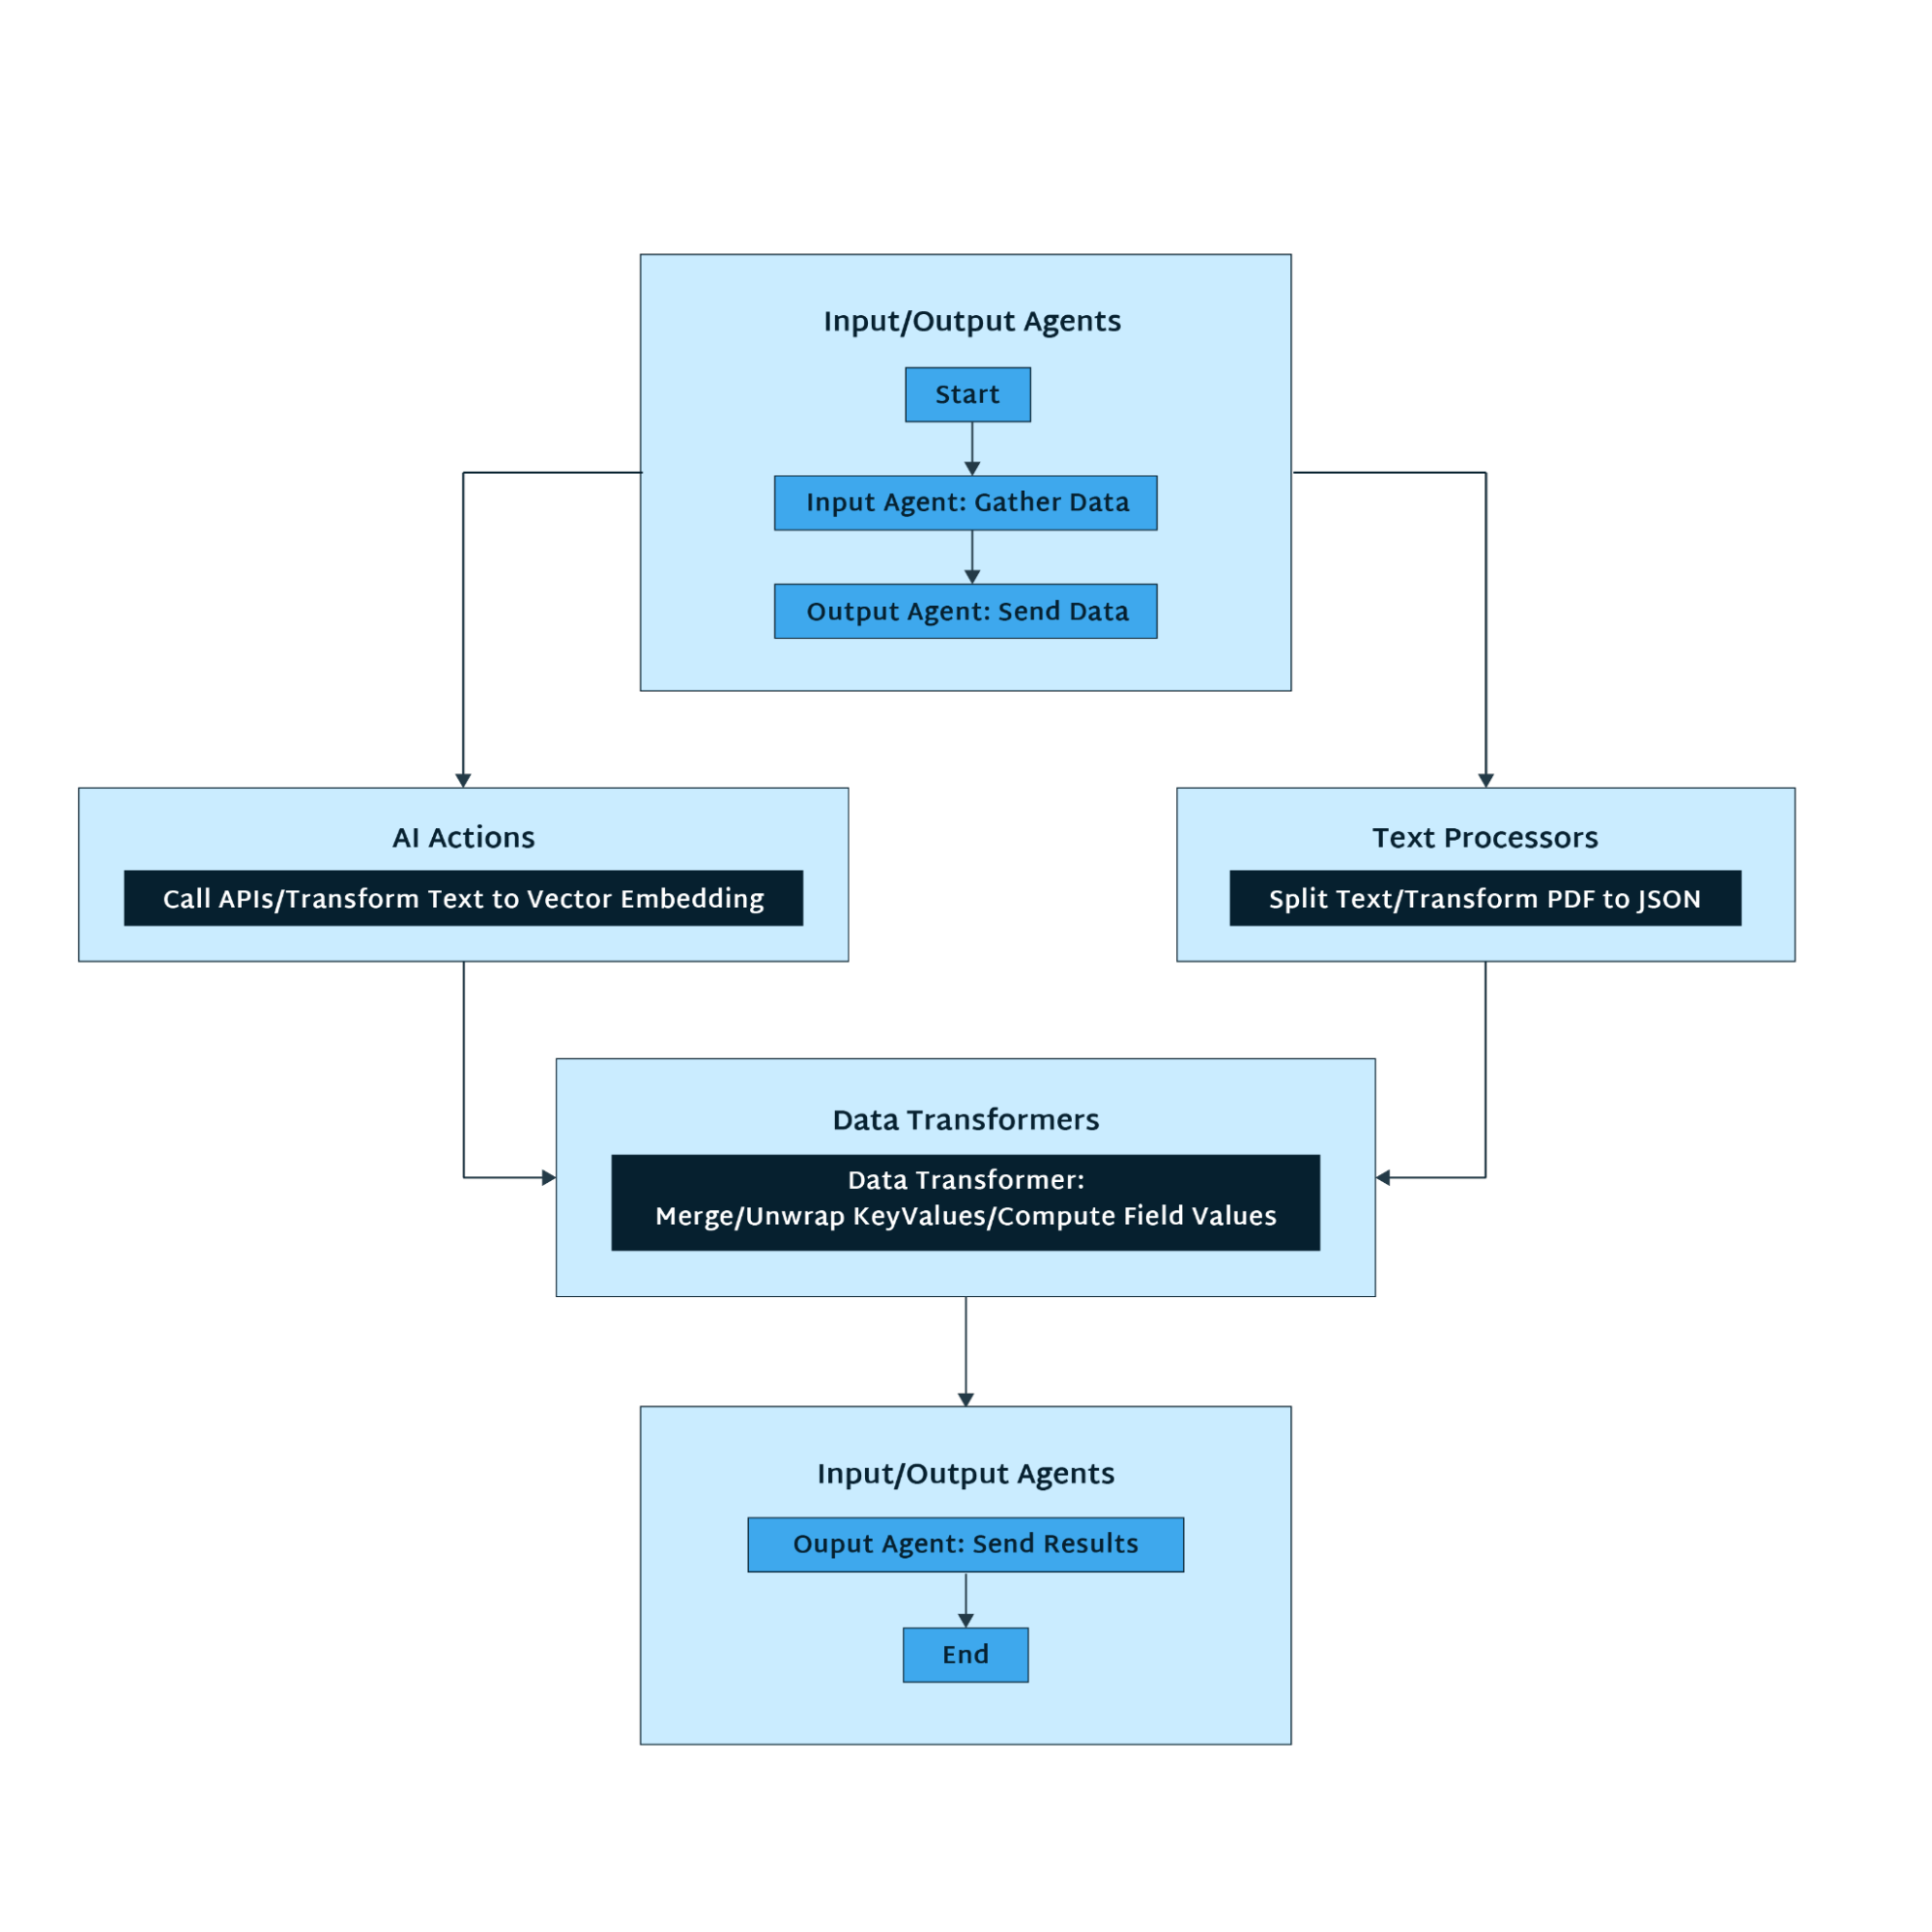 Input/Output Agents
Start
Input Agent: Gather Data
Output Agent: Send Data
AI Actions
Call APIs/Transform Text to Vector Embedding
Text Processors
Split Text/Transform PDF to JSON
Data Transformers
Data Transformer:
Merge/Unwrap KeyValues/Compute Field Values
Input/Output Agents
Ouput Agent: Send Results
End